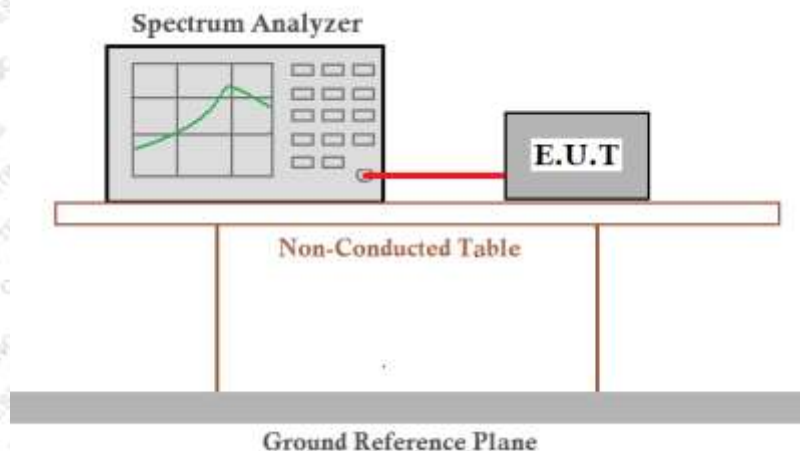 Spectrum Analyzer
E.U.T
Non-Conducted Table
Ground Reference Plane